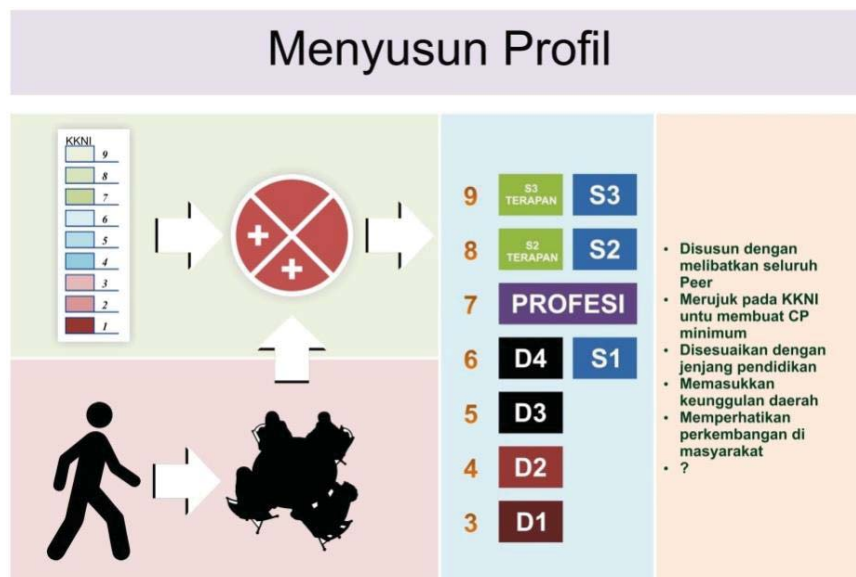 Menyusun Profil
KKNI
9
8
7
6
5
4
3
2
1
9
S3
TERAPAN
S3
8
S2
TERAPAN
S2
7
PROFESI
6
D4
S1
5
D3
4
D2
3
D1
• Disusun dengan
melibatkan seluruh
Peer
• Merujuk pada KKNI
untu membuat CP
minimum
• Disesuaikan dengan
jenjang pendidikan
• Memasukkan
keunggulan daerah
• Memperhatikan
perkembangan di
masyarakat
• ?